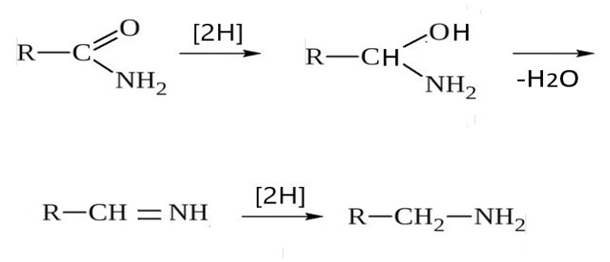 R—C(=O)—NH₂ [2H] R—CH(—OH)—NH₂ -H₂O
R—CH=NH [2H] R—CH₂—NH₂